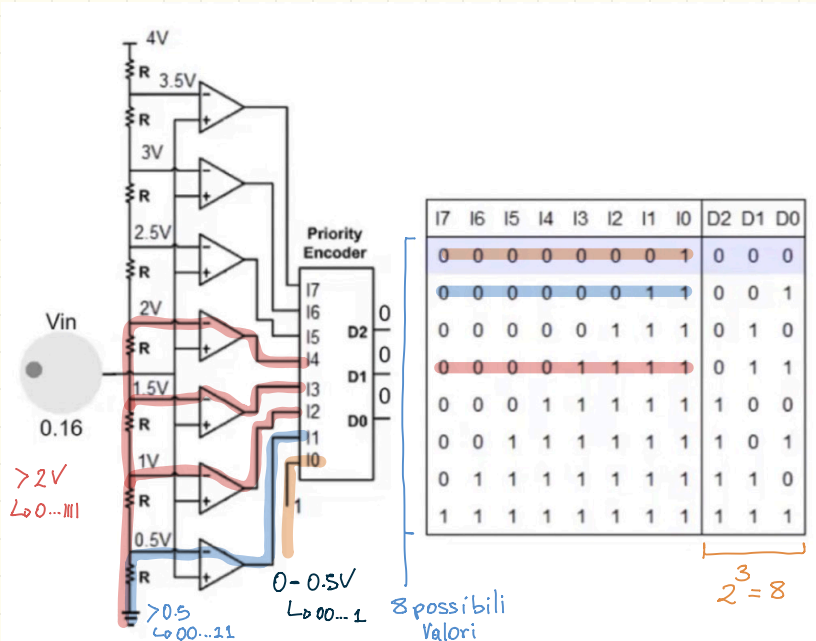 4V
R
3.5V
R
3V
R
2.5V
R
2V
R
1.5V
R
1V
R
0.5V
R
Vin
0.16
Priority
Encoder
I7
I6
I5
I4
I3
I2
I1
I0
D2
D1
D0
0
0
0
1
I7 I6 I5 I4 I3 I2 I1 I0 D2 D1 D0
0 0 0 0 0 0 0 1 0 0 0
0 0 0 0 0 0 1 1 0 0 1
0 0 0 0 0 1 1 1 0 1 0
0 0 0 0 1 1 1 1 0 1 1
0 0 0 1 1 1 1 1 1 0 0
0 0 1 1 1 1 1 1 1 0 1
0 1 1 1 1 1 1 1 1 1 0
1 1 1 1 1 1 1 1 1 1 1
>2V
↳0...1111
>0.5
↳00...11
0-0.5V
↳00...1
8 possibili
Valori
2³=8